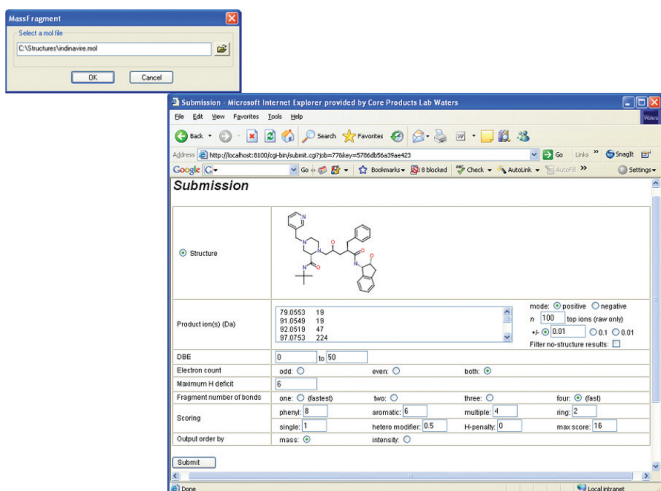 MassFragment
Select a mol file
C:\Structures\indinavire.mol
OK Cancel
Submission - Microsoft Internet Explorer provided by Core Products Lab Waters
File Edit View Favorites Tools Help
Waters
Back Search Favorites
Address http://localhost:8100/cgi-bin/submit.cgi?job=77&key=5786db56a39ae423 Go Links SnagIt
Google Go Bookmarks 8 blocked Check AutoLink AutoFill Settings
Submission
Structure
N
N
N
N
N
O
O
O
O
Product ion(s) (Da)
79.0553 19
91.0549 19
92.0519 47
97.0753 224
mode: positive negative
n 100 top ions (raw only)
+/- 0.01 0.1 0.01
Filter no-structure results:
DBE 0 to 50
Electron count odd: even: both:
Maximum H deficit 6
Fragment number of bonds one: (fastest) two: three: four: (fast)
Scoring
phenyl: 8 aromatic: 6 multiple: 4 ring: 2
single: 1 hetero modifier: 0.5 H-penalty: 0 max score: 16
Output order by mass: intensity:
Submit
Done Local intranet